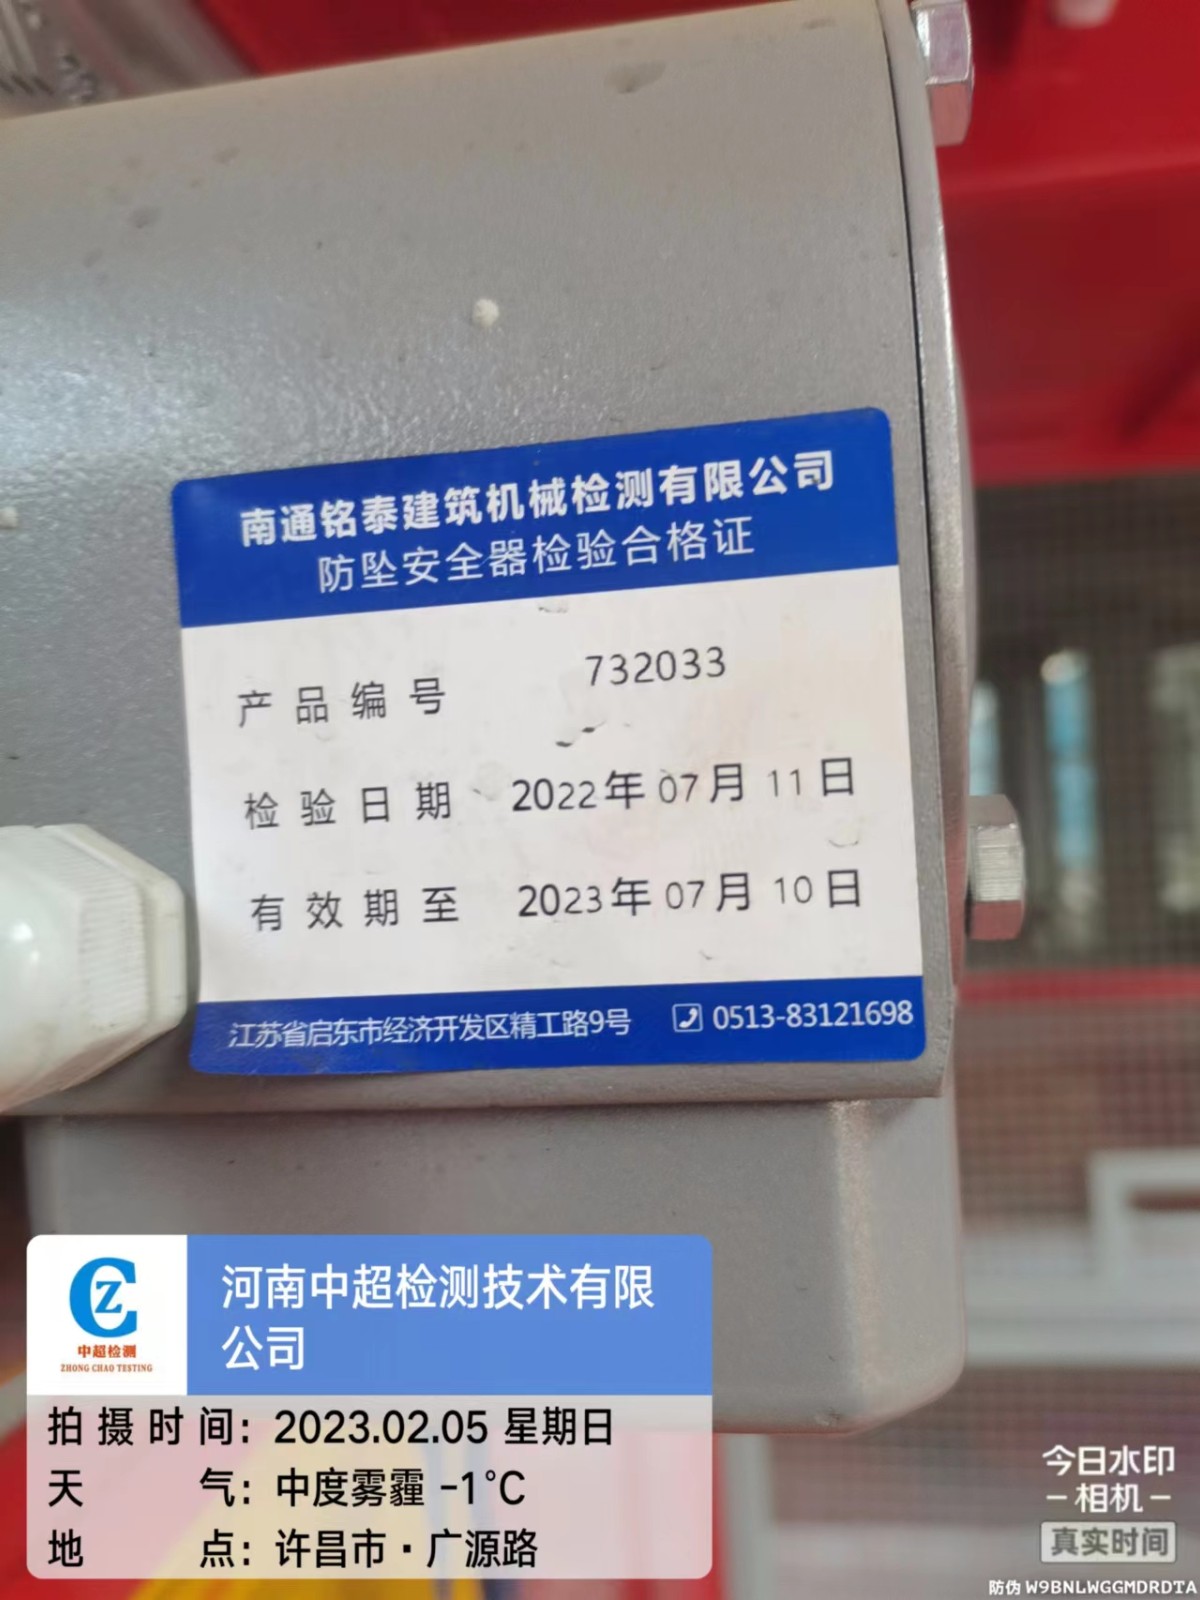 南通铭泰建筑机械检测有限公司
防坠安全器检验合格证
产品编号 732033
检验日期 2022年07月11日
有效期至 2023年07月10日
江苏省启东市经济开发区精工路9号 0513-83121698
CZ
中超检测
ZHONG CHAO TESTING
河南中超检测技术有限
公司
拍摄时间：2023.02.05 星期日
天气：中度雾霾 -1℃
地点：许昌市·广源路
今日水印
-相机-
真实时间
防伪 W9BNLWGGMDRDTA